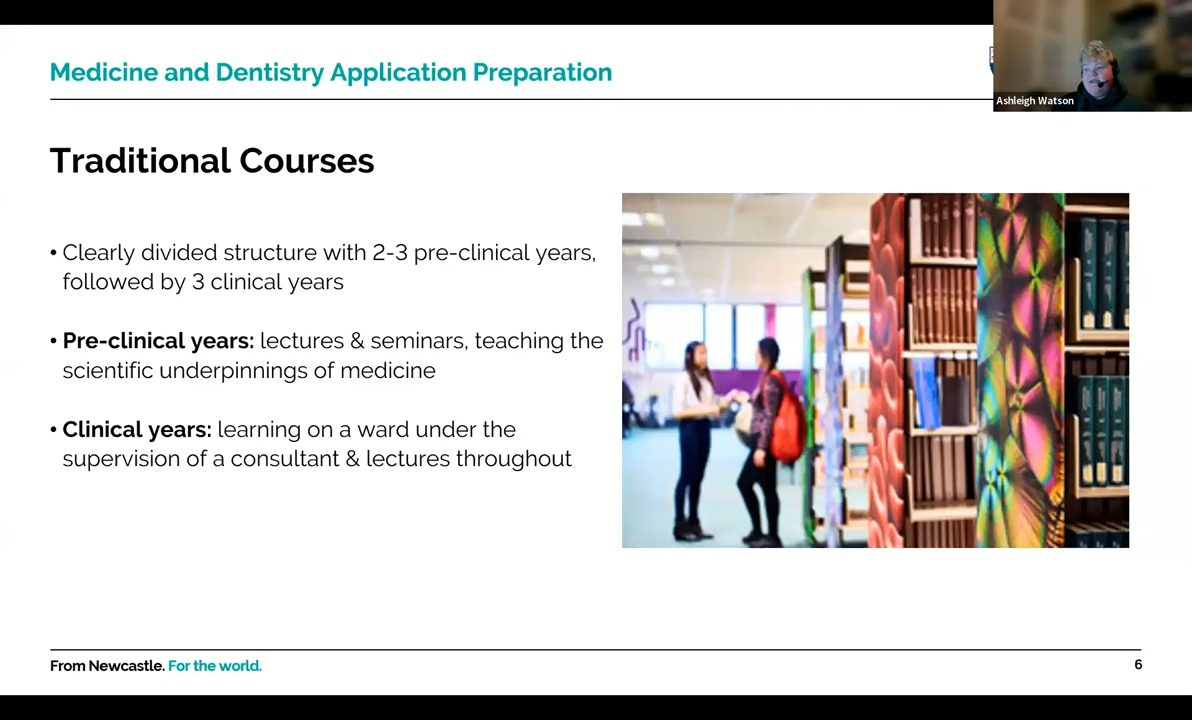 Medicine and Dentistry Application Preparation
Ashleigh Watson
Traditional Courses
• Clearly divided structure with 2-3 pre-clinical years,
followed by 3 clinical years
• Pre-clinical years: lectures & seminars, teaching the
scientific underpinnings of medicine
• Clinical years: learning on a ward under the
supervision of a consultant & lectures throughout
From Newcastle. For the world.
6